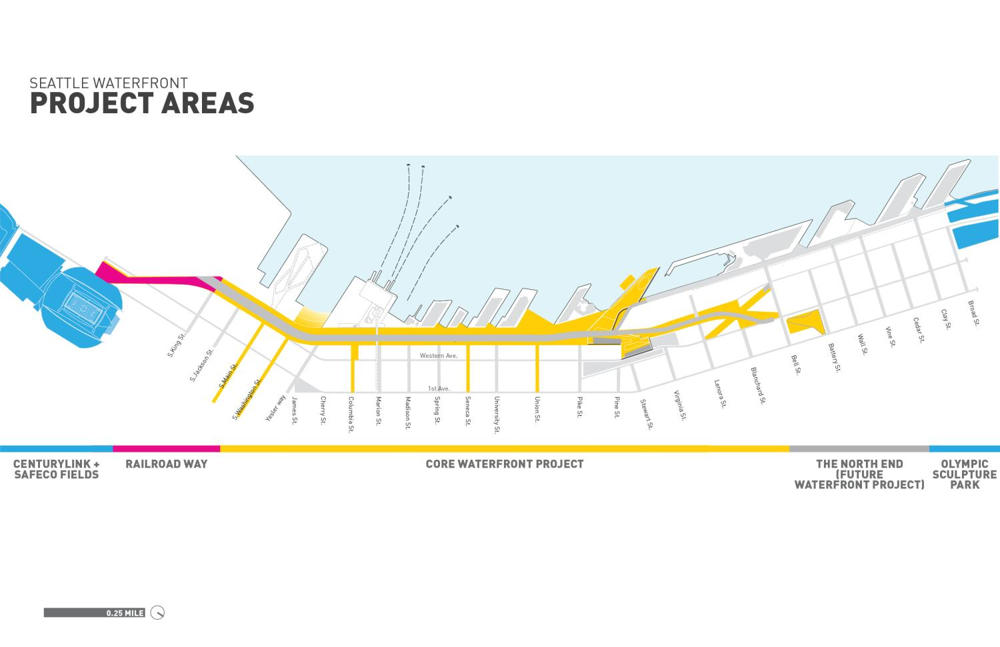 SEATTLE WATERFRONT
PROJECT AREAS
S.King St.
S.Jackson St.
S.Main St.
S.Washington St.
Yesler way
James St.
Cherry St.
Columbia St.
Marion St.
Madison St.
Spring St.
Seneca St.
University St.
Union St.
Pike St.
Pine St.
Stewart St.
Virginia St.
Lenora St.
Blanchard St.
Bell St.
Battery St.
Wall St.
Vine St.
Cedar St.
Clay St.
Broad St.
Western Ave.
1st Ave.
CENTURYLINK +
SAFECO FIELDS
RAILROAD WAY
CORE WATERFRONT PROJECT
THE NORTH END
(FUTURE
WATERFRONT PROJECT)
OLYMPIC
SCULPTURE
PARK
0.25 MILE